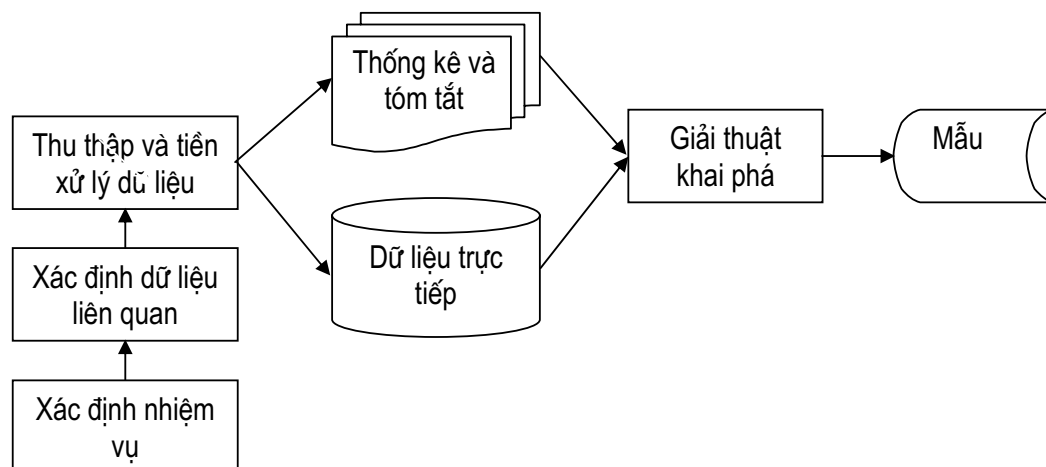 Thống kê và
tóm tắt
Thu thập và tiền
xử lý dữ liệu
Giải thuật
khai phá
Mẫu
Xác định dữ liệu
liên quan
Dữ liệu trực
tiếp
Xác định nhiệm
vụ